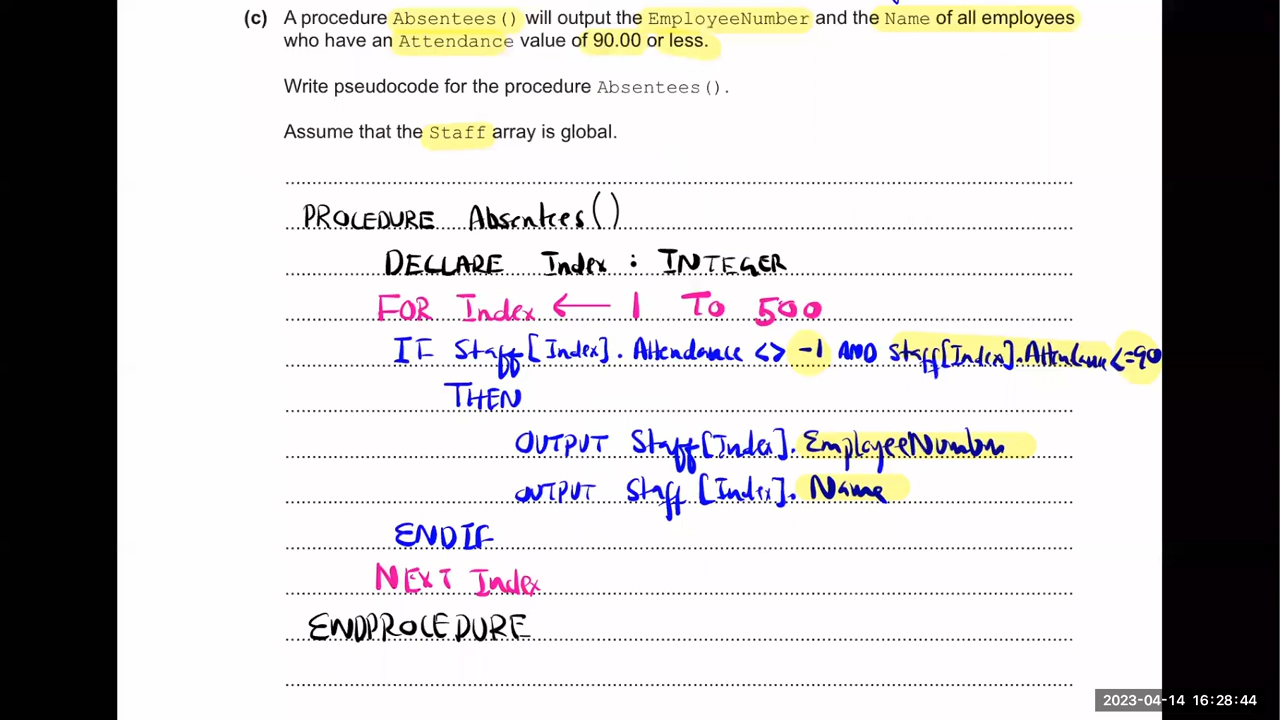 (c) A procedure Absentees() will output the EmployeeNumber and the Name of all employees
who have an Attendance value of 90.00 or less.
Write pseudocode for the procedure Absentees().
Assume that the Staff array is global.
PROCEDURE Absentees()
DECLARE Index : INTEGER
FOR Index ← 1 To 500
IF Staff[Index].Attendance <> -1 AND Staff[Index].Attendance <=90
THEN
OUTPUT Staff[Index].EmployeeNumber
OUTPUT Staff[Index].Name
ENDIF
NEXT Index
ENDPROCEDURE
2023-04-14 16:28:44